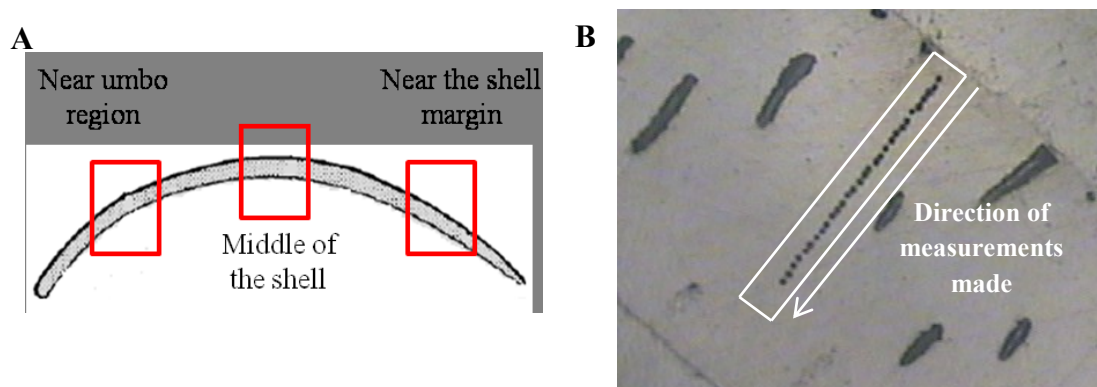 A
Near umbo
region
Near the shell
margin
Middle of
the shell
B
Direction of
measurements
made